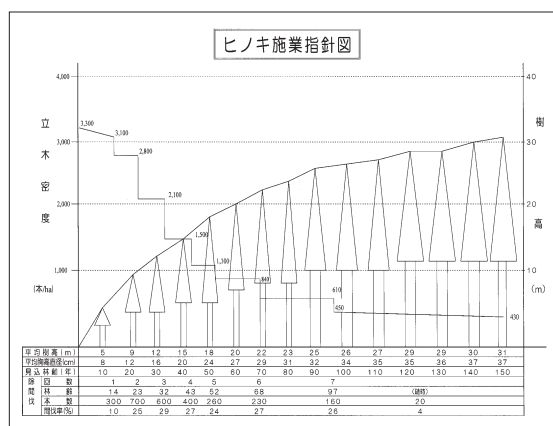 ヒノキ施業指針図
4,000 40
立木密度
(本/ha)
樹高
(m)
3,000 30
2,000 20
1,000 10
3,300
3,100
2,800
2,100
1,500
1,100
840
610
450
430
平均樹高(m) 5 9 12 15 18 20 22 23 25 26 27 29 29 30 31
平均胸高直径(cm) 8 12 16 20 24 27 29 31 32 34 35 35 36 37 37
見込林齢(年) 10 20 30 40 50 60 70 80 90 100 110 120 130 140 150
除伐
回数 1 2 3 4 5 6 7
林齢 14 23 32 43 52 68 97 (随時)
本数 300 700 600 400 260 230 160 20
間伐率(%) 10 25 29 27 24 27 26 4